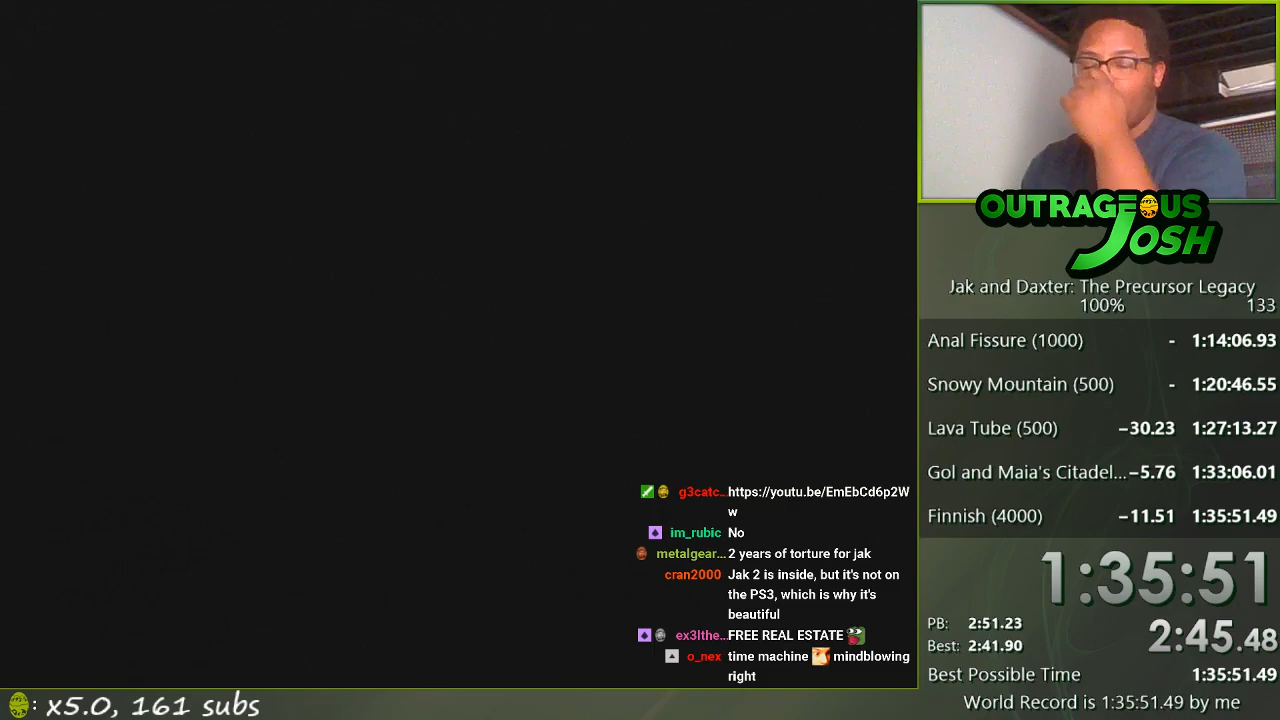 OUTRAGEOUS
JOSH
Jak and Daxter: The Precursor Legacy
100% 133
Anal Fissure (1000) - 1:14:06.93
Snowy Mountain (500) - 1:20:46.55
Lava Tube (500) −30.23 1:27:13.27
Gol and Maia's Citadel... −5.76 1:33:06.01
Finnish (4000) −11.51 1:35:51.49
1:35:51
PB: 2:51.23
Best: 2:41.90
2:45.48
Best Possible Time 1:35:51.49
World Record is 1:35:51.49 by me
g3catc... https://youtu.be/EmEbCd6p2W
w
im_rubic No
metalgear... 2 years of torture for jak
cran2000 Jak 2 is inside, but it's not on
the PS3, which is why it's
beautiful
ex3lthe... FREE REAL ESTATE
o_nex time machine mindblowing
right
: x5.0, 161 subs